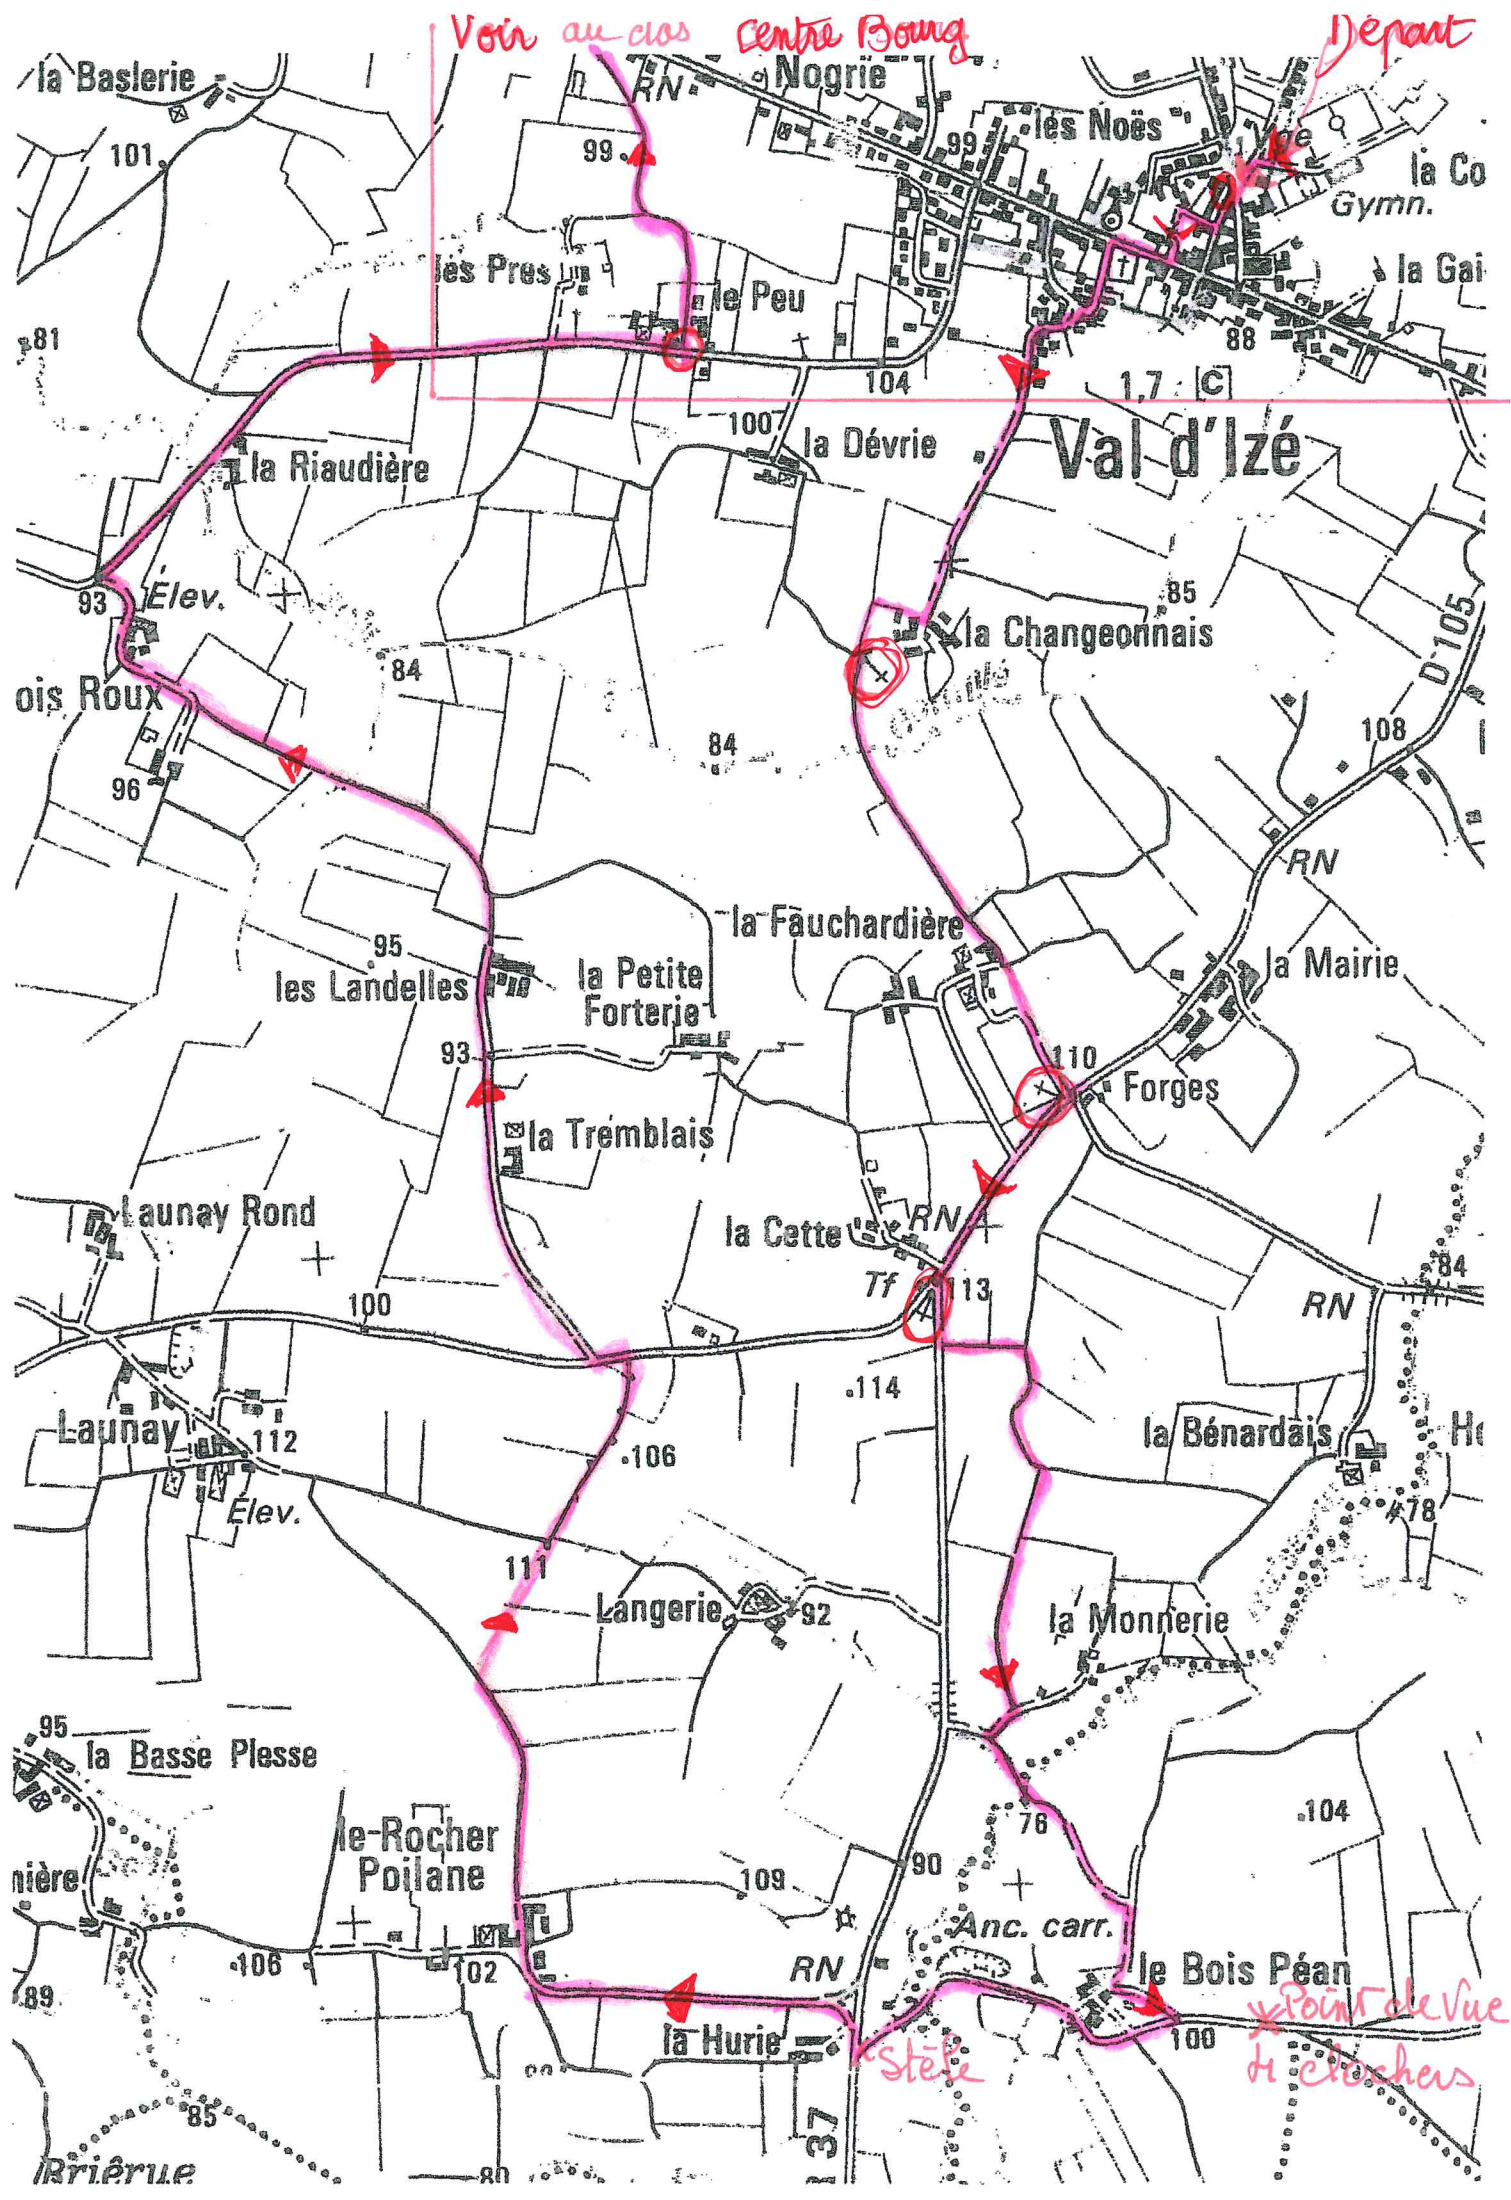 Voir au dos centre Bourg
Départ
la Baslerie
RN
Nogrie
les Noës
99
99
101
la Co
Gymn.
les Pres
le Peu
la Gai
81
88
104
1,7 [C]
100
la Dévrie
Val d'Izé
la Riaudière
93
Élev.
85
la Changeonnais
D 105
84
ois Roux
84
108
96
RN
la Fauchardière
95
les Landelles
la Petite
Forterie
la Mairie
93
110
Forges
la Tremblais
Launay Rond
la Cette
RN
Tf
113
84
RN
100
114
Launay
112
la Bénardais
106
Élev.
78
111
Langerie
92
la Monnerie
95
la Basse Plesse
76
104
le Rocher
Poilane
nière
90
109
Anc. carr.
106
102
RN
le Bois Péan
89
Point de Vue
la Hurie
100
Stèle
4 clochers
85
37
Briêrue
80